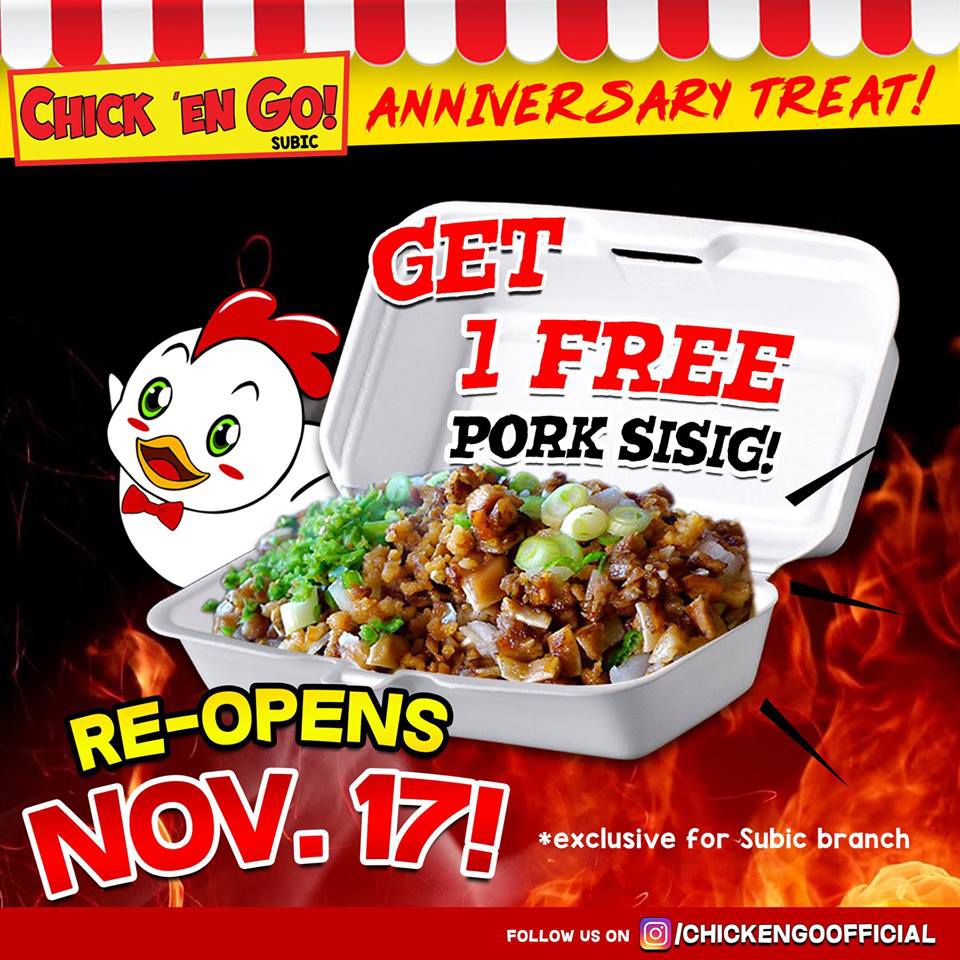 CHICK 'EN GO!
SUBIC
ANNIVERSARY TREAT!
GET
1 FREE
PORK SISIG!
RE-OPENS
NOV. 17!
*exclusive for Subic branch
FOLLOW US ON /CHICKENGOOFFICIAL